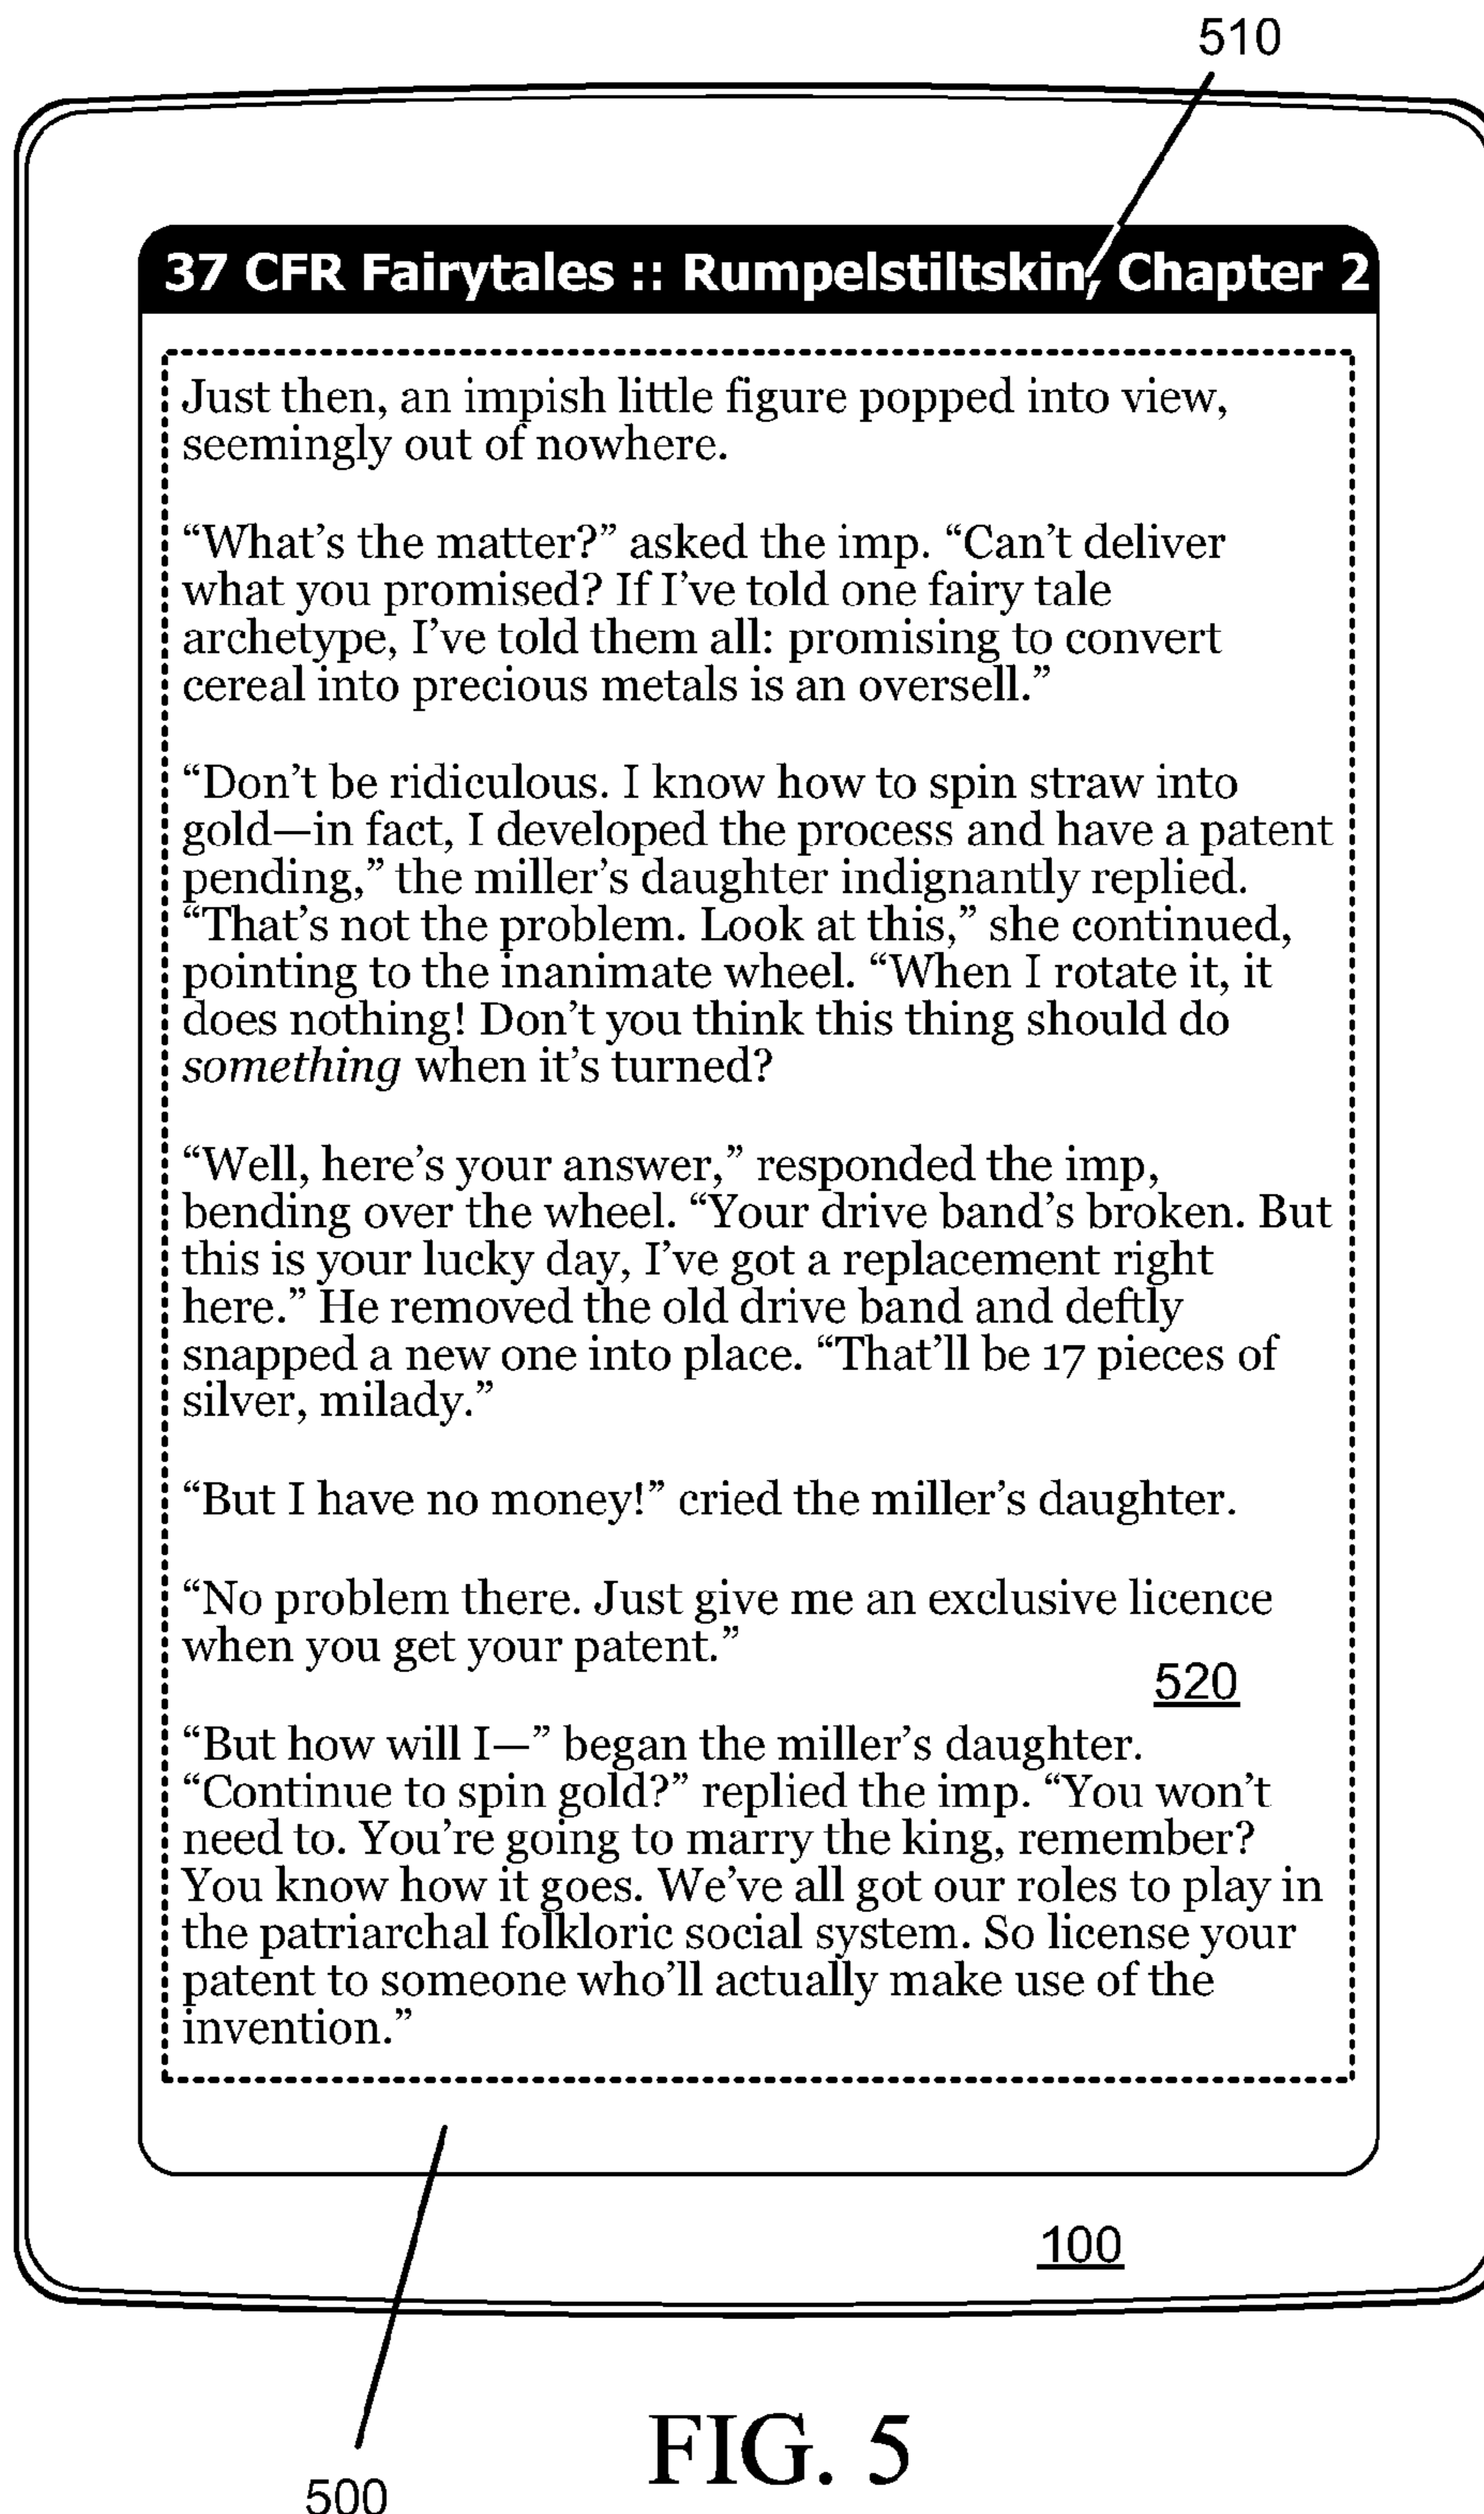 510
37 CFR Fairytales :: Rumpelstiltskin, Chapter 2
Just then, an impish little figure popped into view,
seemingly out of nowhere.
“What’s the matter?” asked the imp. “Can’t deliver
what you promised? If I’ve told one fairy tale
archetype, I’ve told them all: promising to convert
cereal into precious metals is an oversell.”
“Don’t be ridiculous. I know how to spin straw into
gold—in fact, I developed the process and have a patent
pending,” the miller’s daughter indignantly replied.
“That’s not the problem. Look at this,” she continued,
pointing to the inanimate wheel. “When I rotate it, it
does nothing! Don’t you think this thing should do
something when it’s turned?
“Well, here’s your answer,” responded the imp,
bending over the wheel. “Your drive band’s broken. But
this is your lucky day, I’ve got a replacement right
here.” He removed the old drive band and deftly
snapped a new one into place. “That’ll be 17 pieces of
silver, milady.”
“But I have no money!” cried the miller’s daughter.
“No problem there. Just give me an exclusive licence
when you get your patent.”
520
“But how will I—” began the miller’s daughter.
“Continue to spin gold?” replied the imp. “You won’t
need to. You’re going to marry the king, remember?
You know how it goes. We’ve all got our roles to play in
the patriarchal folkloric social system. So license your
patent to someone who’ll actually make use of the
invention.”
100
FIG. 5
500